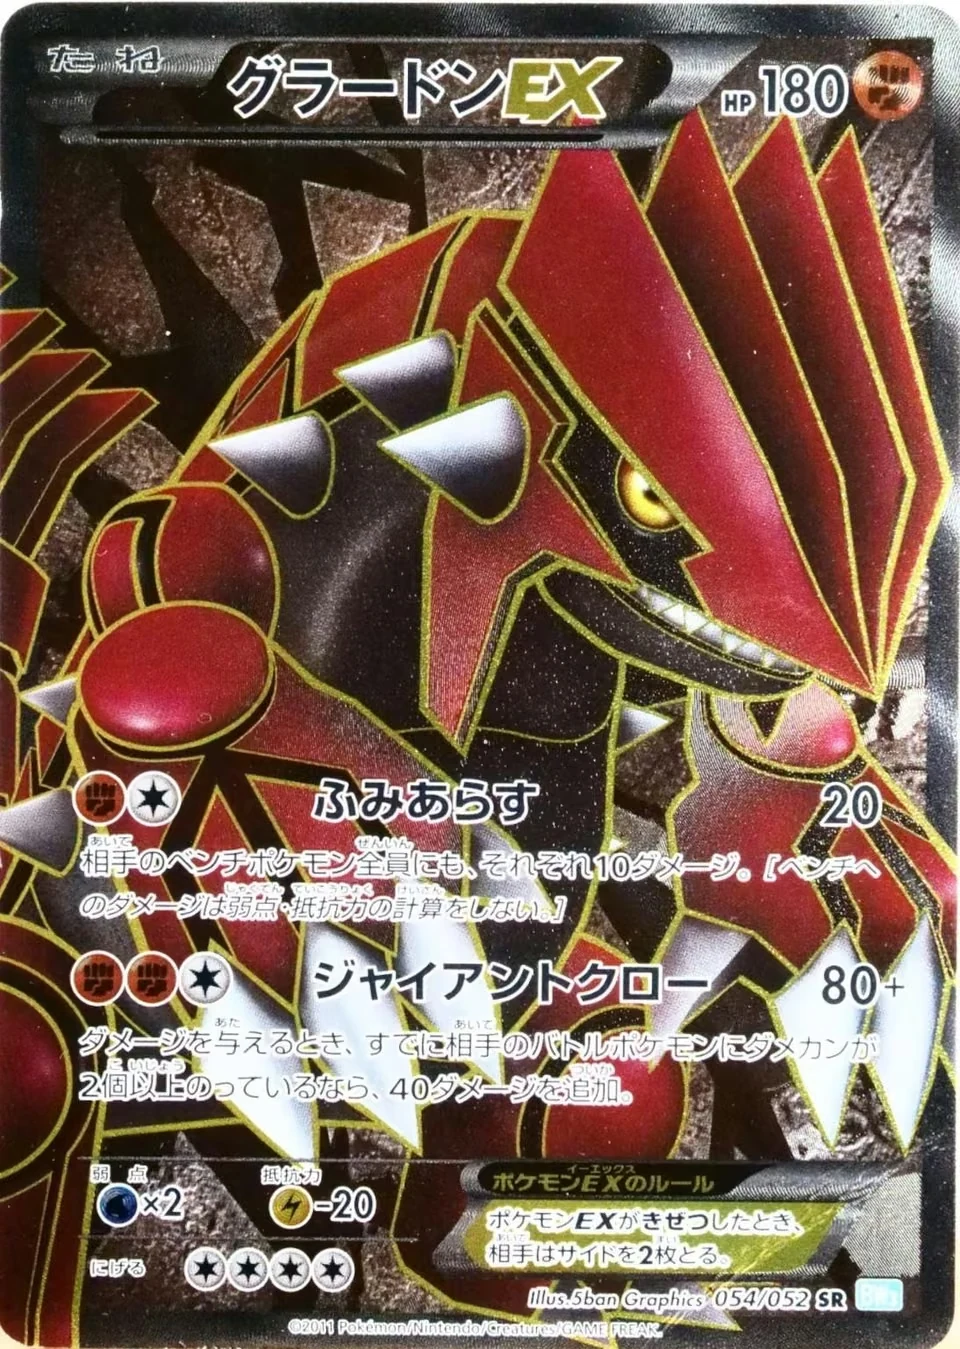 たね
グラードンEX
HP 180
ふみあらす 20
相手のベンチポケモン全員にも、それぞれ10ダメージ。[ベンチへ
のダメージは弱点・抵抗力の計算をしない。]
ジャイアントクロー 80+
ダメージを与えるとき、すでに相手のバトルポケモンにダメカンが
2個以上のっているなら、40ダメージを追加。
弱点 抵抗力
×2 -20
にげる
ポケモンEXのルール
ポケモンEXがきぜつしたとき、
相手はサイドを2枚とる。
Illus.5ban Graphics 054/052 SR
©2011 Pokémon/Nintendo/Creatures/GAME FREAK.